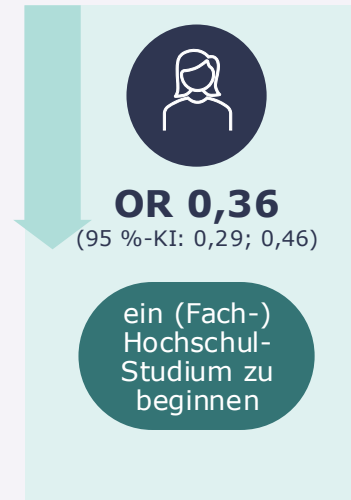 OR 0,36
(95 %-KI: 0,29; 0,46)
ein (Fach-)
Hochschul-
Studium zu
beginnen